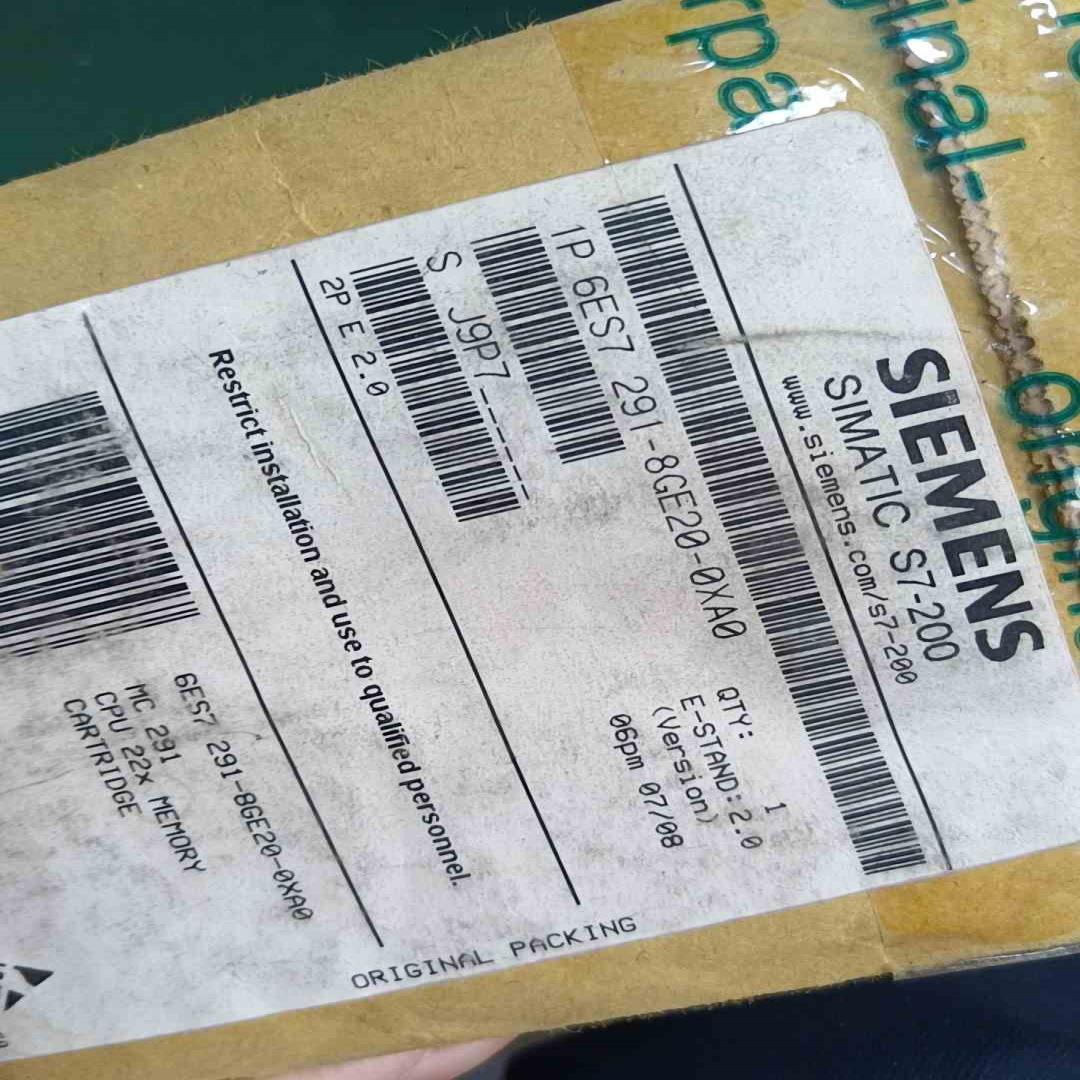 SIEMENS
SIMATIC S7-200
www.siemens.com/s7-200
1P 6ES7 291-8GE20-0XA0
QTY: 1
E-STAND:2.0
(Version)
06pm 07/08
S J9P7-----
2P E 2.0
Restrict installation and use to qualified personnel.
6ES7 291-8GE20-0XA0
MC 291
CPU 22x MEMORY
CARTRIDGE
ORIGINAL PACKING